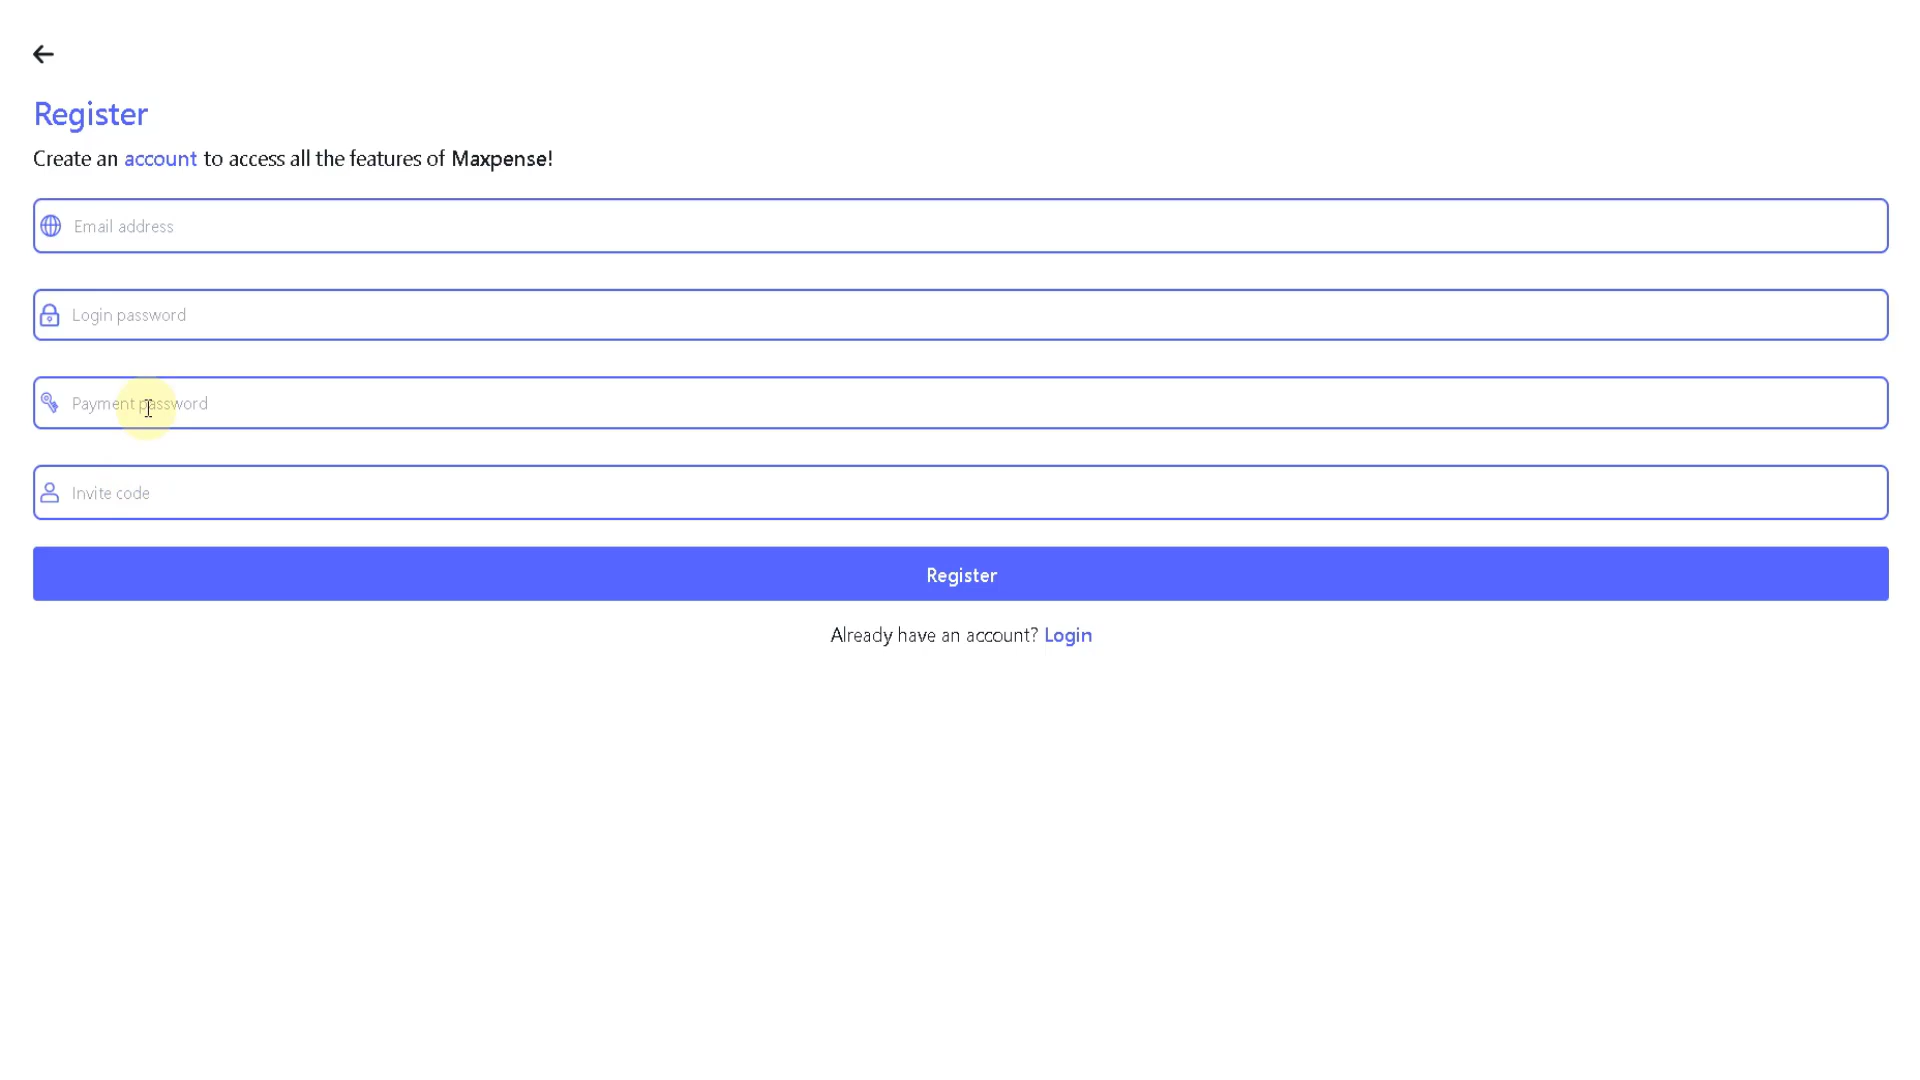 Register
Create an account to access all the features of Maxpense!
Email address
Login password
Payment password
Invite code
Register
Already have an account? Login